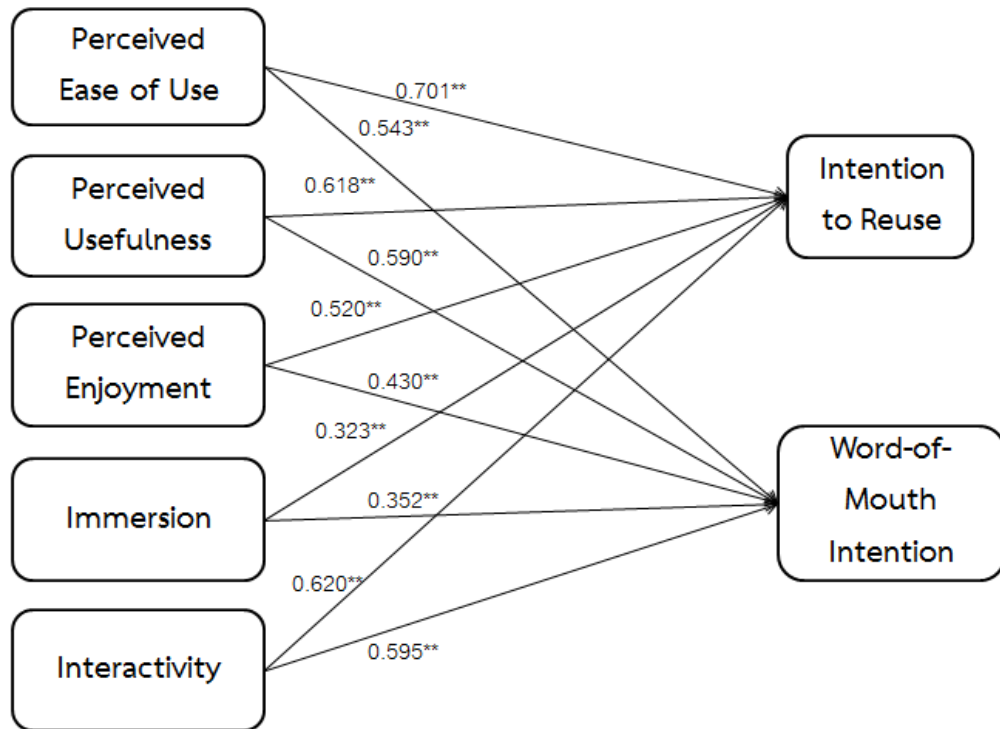 Perceived
Ease of Use
Perceived
Usefulness
Perceived
Enjoyment
Immersion
Interactivity
0.701**
0.543**
0.618**
0.590**
0.520**
0.430**
0.323**
0.352**
0.620**
0.595**
Intention
to Reuse
Word-of-
Mouth
Intention